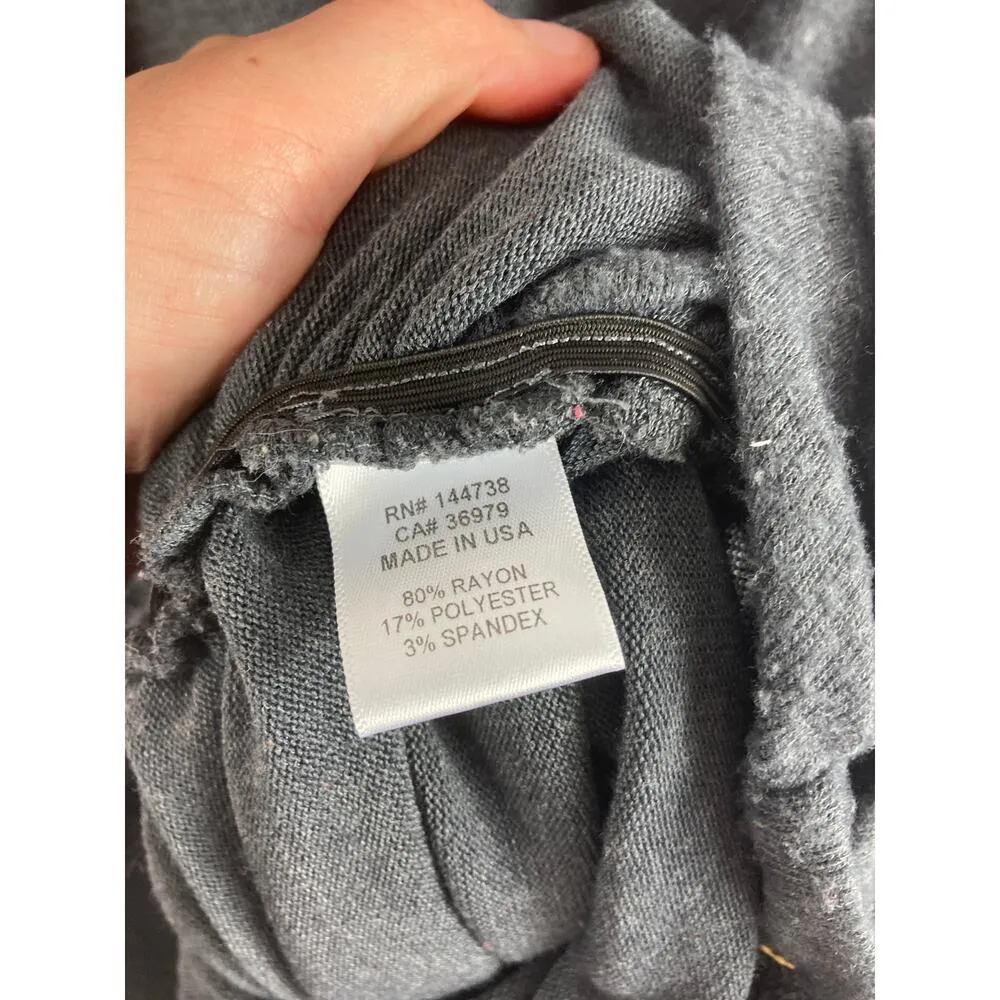 RN# 144738
CA# 36979
MADE IN USA
80% RAYON
17% POLYESTER
3% SPANDEX